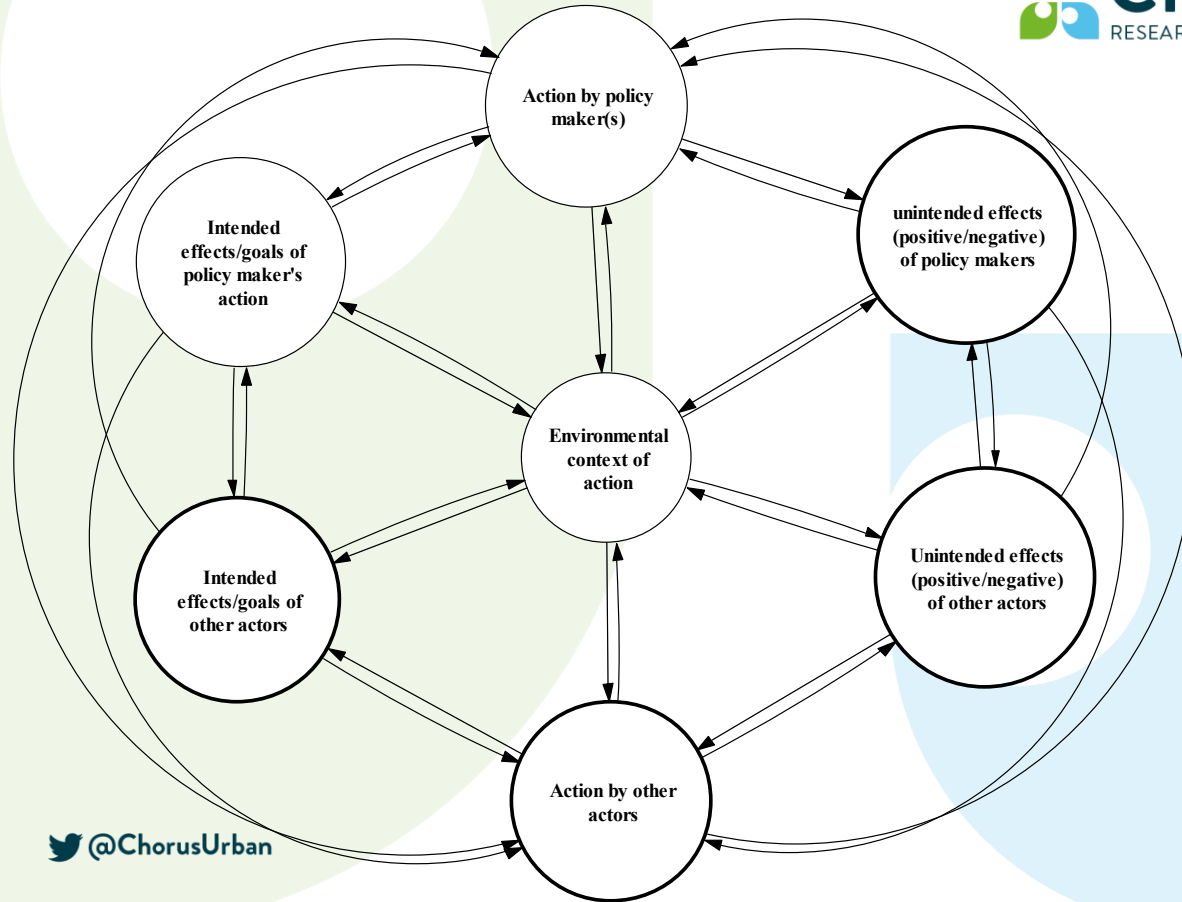 RESEAR
Action by policy
maker(s)
unintended effects
(positive/negative)
of policy makers
Intended
effects/goals of
policy maker's
action
Environmental
context of
action
Unintended effects
(positive/negative)
of other actors
Intended
effects/goals of
other actors
Action by other
actors
@ChorusUrban